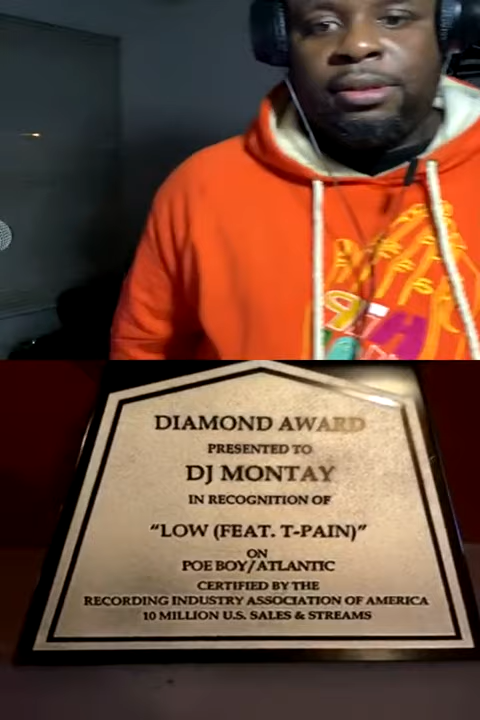 DIAMOND AWARD
PRESENTED TO
DJ MONTAY
IN RECOGNITION OF
"LOW (FEAT. T-PAIN)"
ON
POE BOY/ATLANTIC
CERTIFIED BY THE
RECORDING INDUSTRY ASSOCIATION OF AMERICA
10 MILLION U.S. SALES & STREAMS